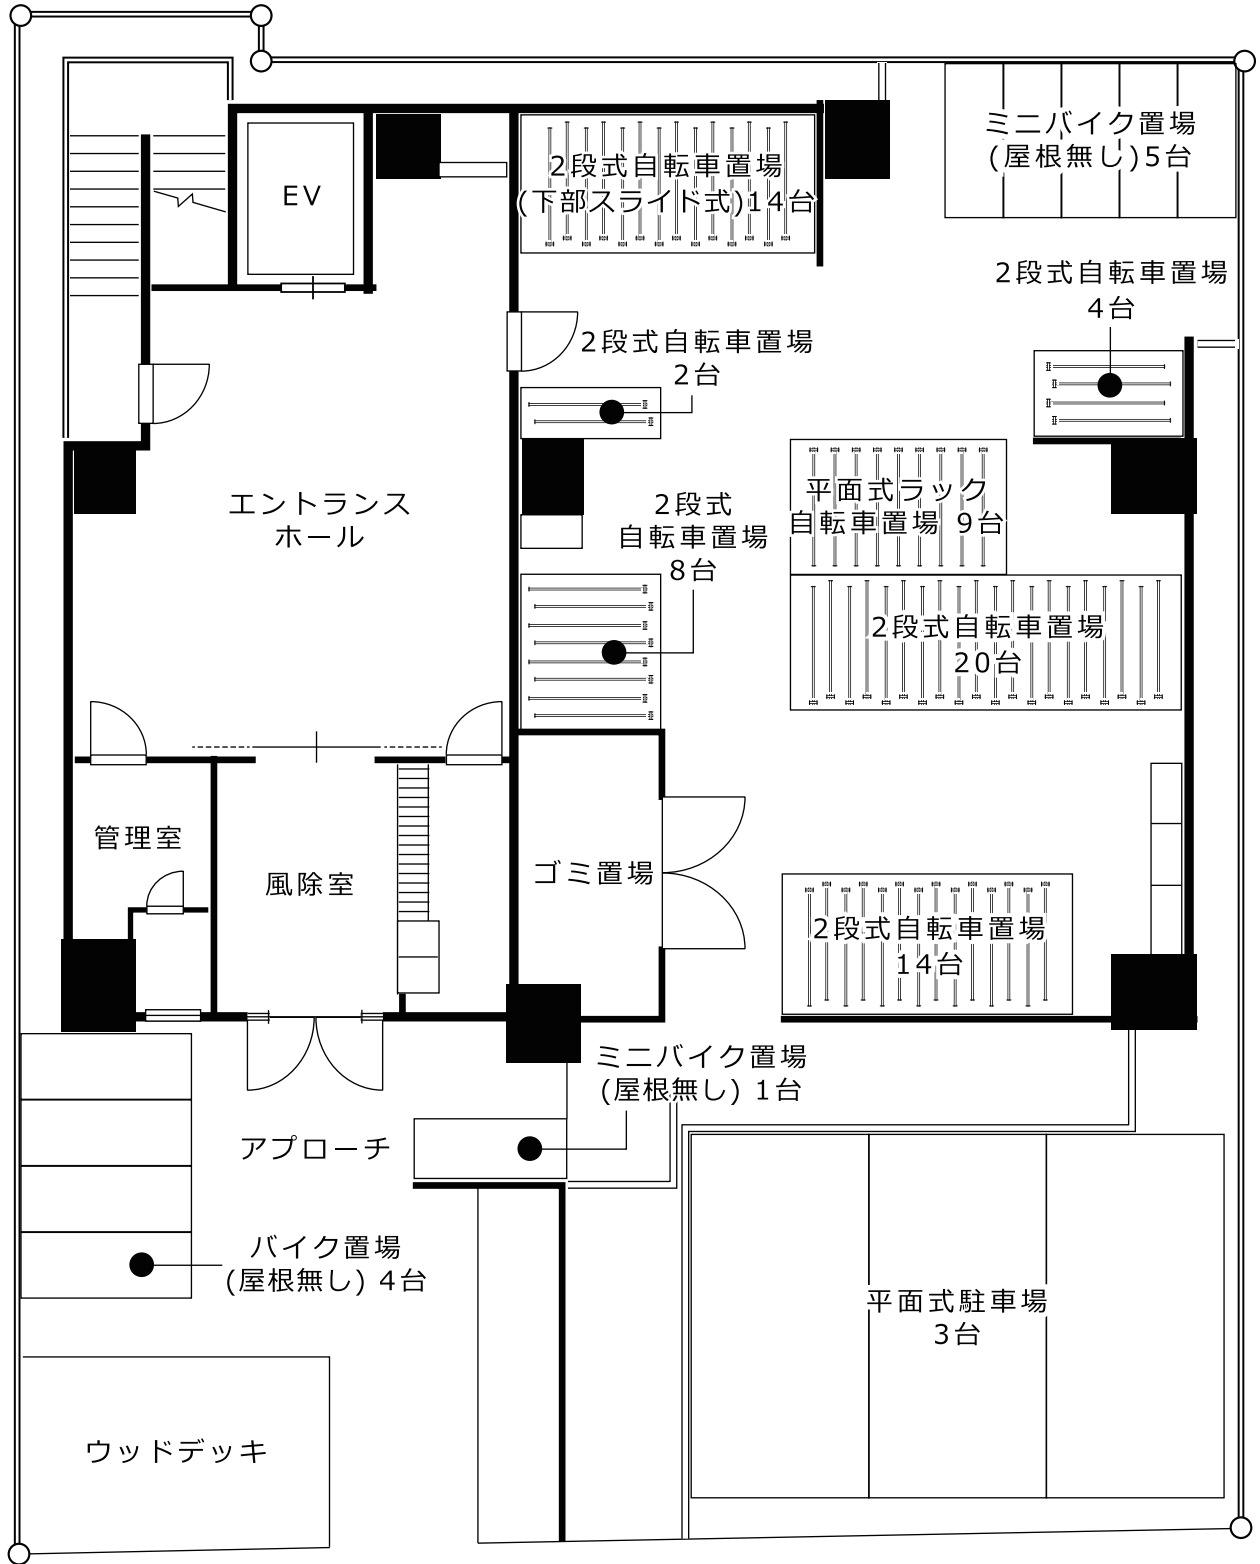 ミニバイク置場
(屋根無し)5台
EV
2段式自転車置場
(下部スライド式)14台
2段式自転車置場
4台
2段式自転車置場
2台
エントランス
ホール
2段式
自転車置場
8台
平面式ラック
自転車置場 9台
2段式自転車置場
20台
管理室
風除室
ゴミ置場
2段式自転車置場
14台
ミニバイク置場
(屋根無し) 1台
アプローチ
バイク置場
(屋根無し) 4台
平面式駐車場
3台
ウッドデッキ